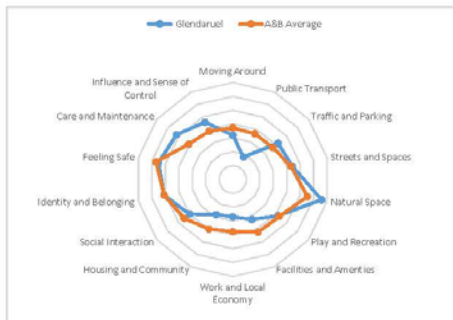 Glendaruel
A&B Average
Moving Around
Public Transport
Traffic and Parking
Streets and Spaces
Natural Space
Play and Recreation
Facilities and Amenties
Work and Local
Economy
Housing and Community
Social Interaction
Identity and Belonging
Feeling Safe
Care and Maintenance
Influence and Sense of
Control